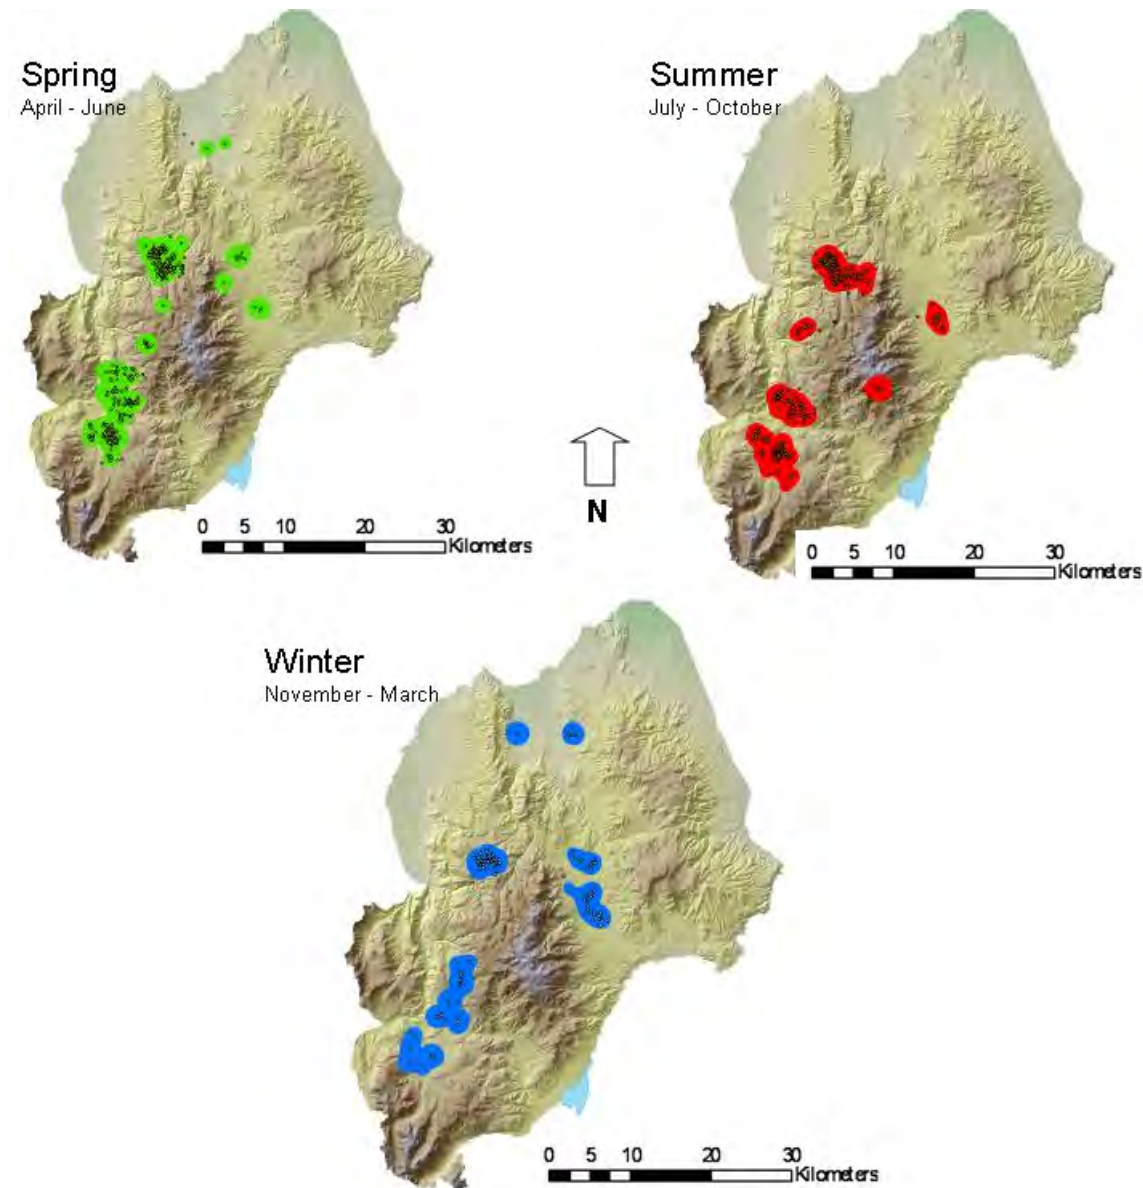 Spring
April - June
Summer
July - October
N
0 5 10 20 30
Kilometers
0 5 10 20 30
Kilometers
Winter
November - March
0 5 10 20 30
Kilometers